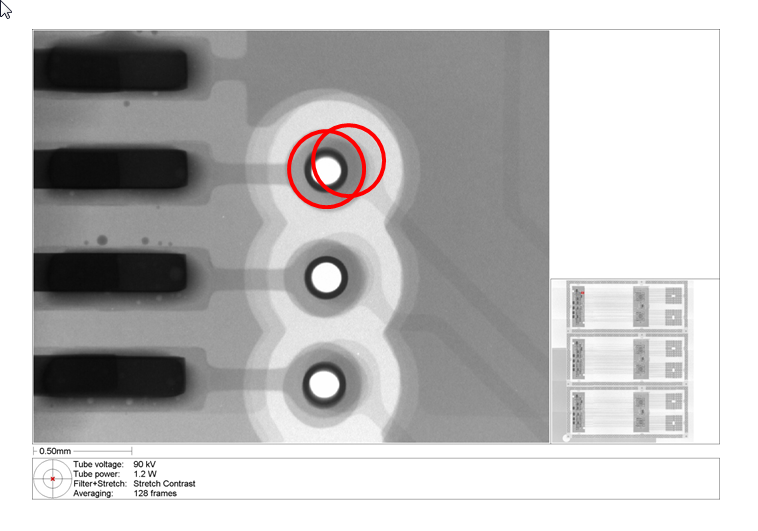 0.50mm
Tube voltage: 90 kV
Tube power: 1.2 W
Filter+Stretch: Stretch Contrast
Averaging: 128 frames